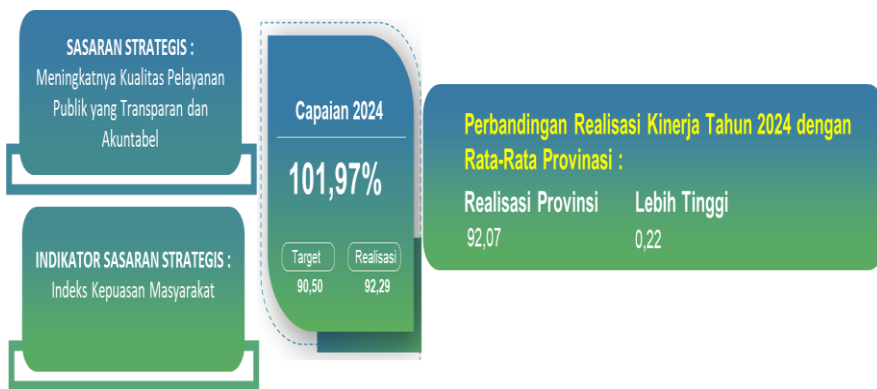 SASARAN STRATEGIS :
Meningkatnya Kualitas Pelayanan
Publik yang Transparan dan
Akuntabel
INDIKATOR SASARAN STRATEGIS :
Indeks Kepuasan Masyarakat
Capaian 2024
101,97%
Target Realisasi
90,50 92,29
Perbandingan Realisasi Kinerja Tahun 2024 dengan
Rata-Rata Provinasi :
Realisasi Provinsi Lebih Tinggi
92,07 0,22